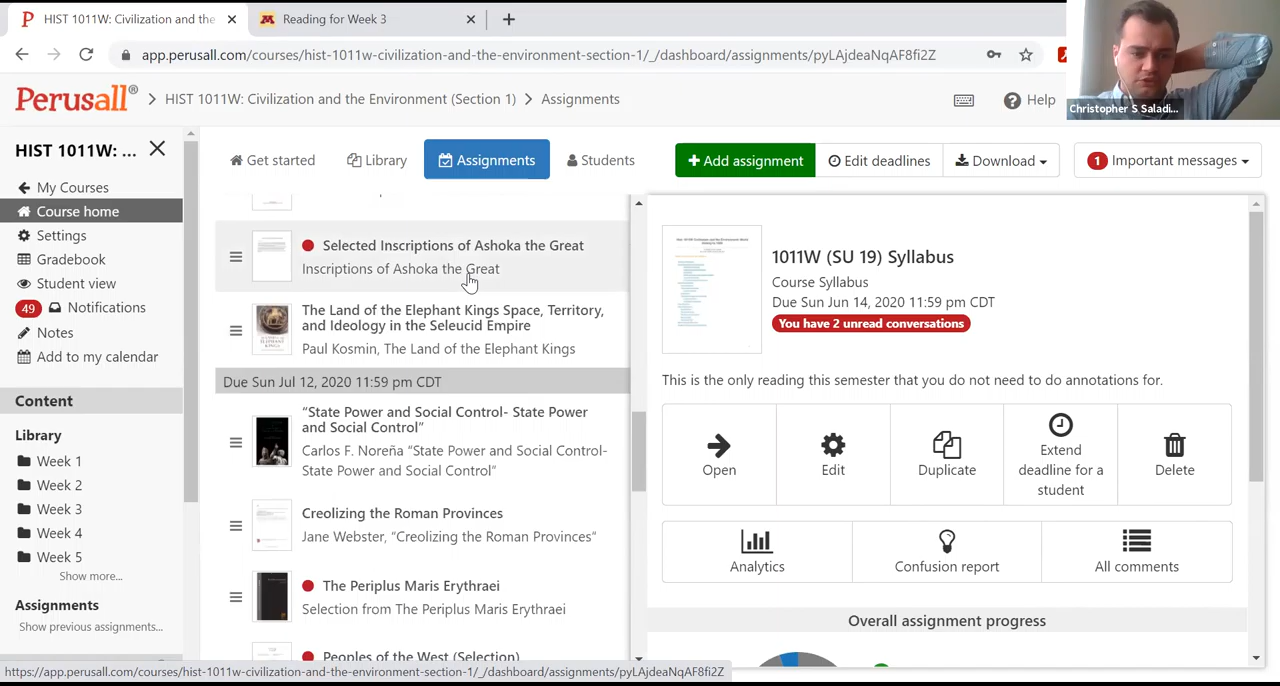 HIST 1011W: Civilization and the
Reading for Week 3
app.perusall.com/courses/hist-1011w-civilization-and-the-environment-section-1/_/dashboard/assignments/pyLAjdeaNqAF8fi2Z
Christopher S Saladi...
Perusall®
HIST 1011W: Civilization and the Environment (Section 1)
Assignments
Help
HIST 1011W: ...
My Courses
Course home
Settings
Gradebook
Student view
49 Notifications
Notes
Add to my calendar
Content
Library
Week 1
Week 2
Week 3
Week 4
Week 5
Show more...
Assignments
Show previous assignments...
Get started
Library
Assignments
Students
+ Add assignment
Edit deadlines
Download
1 Important messages
Selected Inscriptions of Ashoka the Great
Inscriptions of Ashoka the Great
The Land of the Elephant Kings Space, Territory,
and Ideology in the Seleucid Empire
Paul Kosmin, The Land of the Elephant Kings
Due Sun Jul 12, 2020 11:59 pm CDT
“State Power and Social Control- State Power
and Social Control”
Carlos F. Noreña “State Power and Social Control-
State Power and Social Control”
Creolizing the Roman Provinces
Jane Webster, “Creolizing the Roman Provinces”
The Periplus Maris Erythraei
Selection from The Periplus Maris Erythraei
Peoples of the West (Selection)
1011W (SU 19) Syllabus
Course Syllabus
Due Sun Jun 14, 2020 11:59 pm CDT
You have 2 unread conversations
This is the only reading this semester that you do not need to do annotations for.
Open
Edit
Duplicate
Extend
deadline for a
student
Delete
Analytics
Confusion report
All comments
Overall assignment progress
https://app.perusall.com/courses/hist-1011w-civilization-and-the-environment-section-1/_/dashboard/assignments/pyLAjdeaNqAF8fi2Z